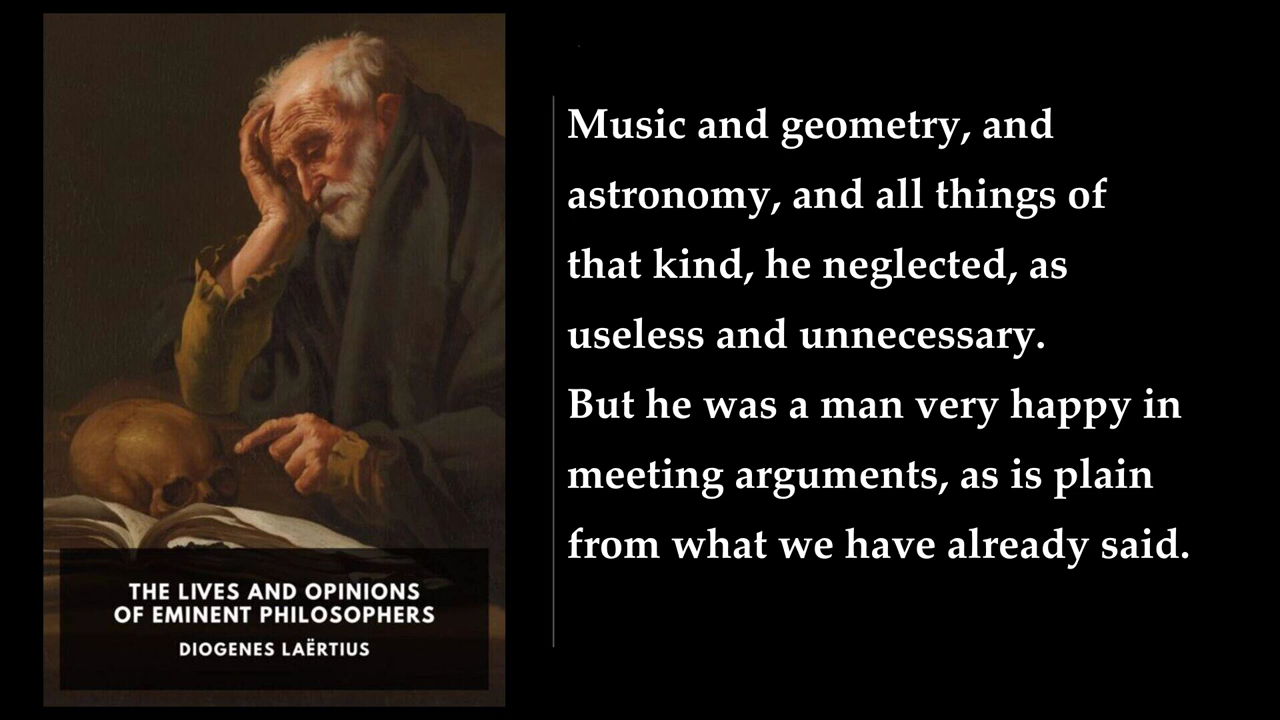 Music and geometry, and
astronomy, and all things of
that kind, he neglected, as
useless and unnecessary.
But he was a man very happy in
meeting arguments, as is plain
from what we have already said.
THE LIVES AND OPINIONS
OF EMINENT PHILOSOPHERS
DIOGENES LAËRTIUS